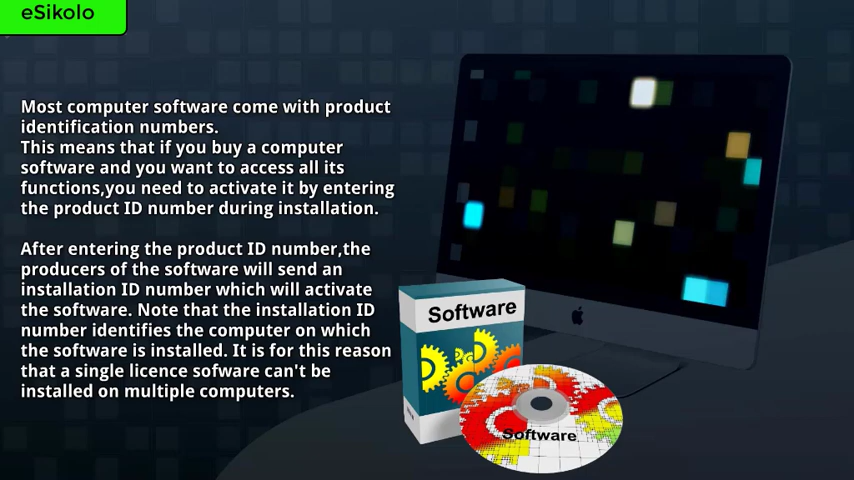 eSikolo
Most computer software come with product
identification numbers.
This means that if you buy a computer
software and you want to access all its
functions,you need to activate it by entering
the product ID number during installation.
After entering the product ID number,the
producers of the software will send an
installation ID number which will activate
the software. Note that the installation ID
number identifies the computer on which
the software is installed. It is for this reason
that a single licence sofware can't be
installed on multiple computers.
Software
Software